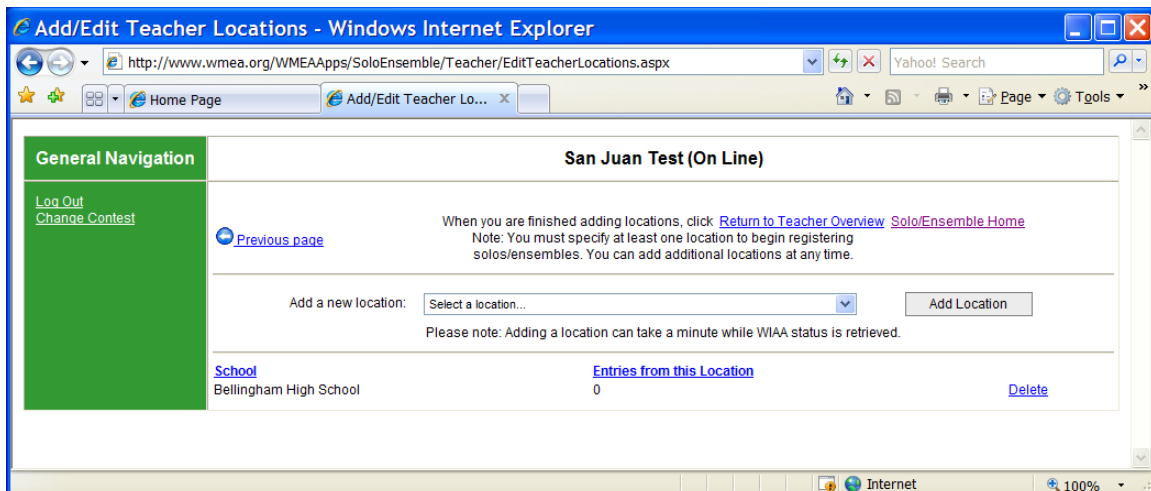 Add/Edit Teacher Locations - Windows Internet Explorer
http://www.wmea.org/WMEAApps/SoloEnsemble/Teacher/EditTeacherLocations.aspx
Yahoo! Search
Home Page
Add/Edit Teacher Lo...
Page
Tools
General Navigation
San Juan Test (On Line)
Log Out
Change Contest
Previous page
When you are finished adding locations, click Return to Teacher Overview Solo/Ensemble Home
Note: You must specify at least one location to begin registering
solos/ensembles. You can add additional locations at any time.
Add a new location:
Select a location...
Add Location
Please note: Adding a location can take a minute while WIAA status is retrieved.
School
Entries from this Location
Bellingham High School
0
Delete
Internet
100%